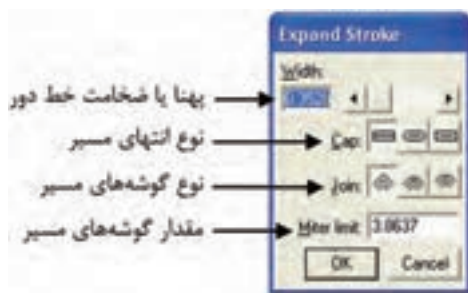 Expand Stroke
Width:
پهنا یا ضخامت خط دور
Cap:
نوع انتهای مسیر
Join:
نوع گوشه‌های مسیر
Miter limit: 3.8637
مقدار گوشه‌های مسیر
OK
Cancel